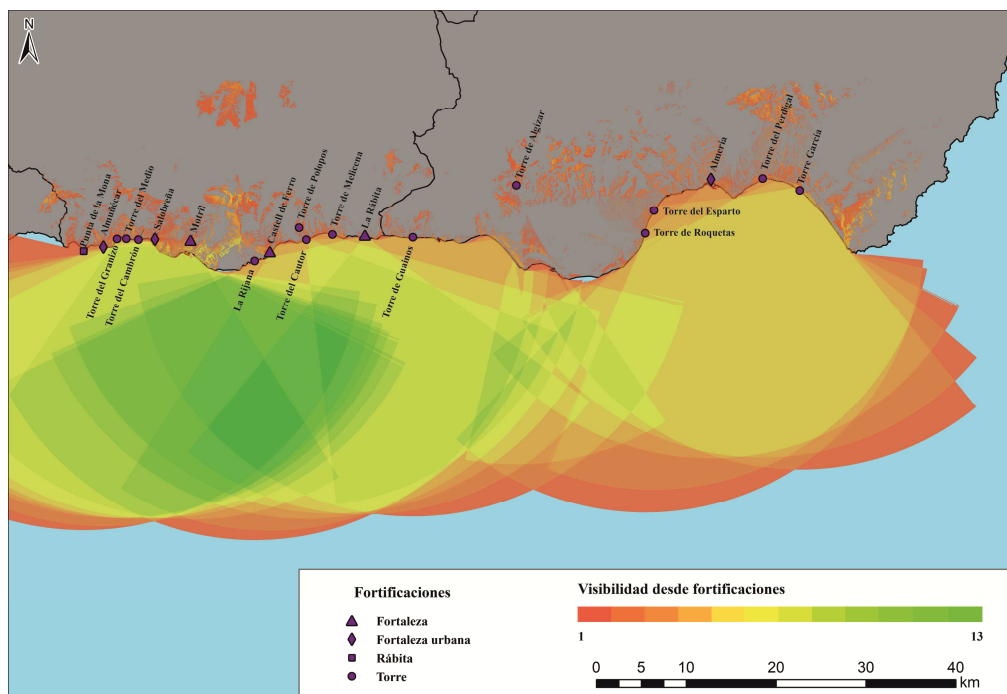 N
Punta de la Mona
Almuñécar
Torre del Granizo
Torre del Medio
Torre del Cambrón
Salobreña
Motril
La Rijana
Castell de Ferro
Torre de Polopos
Torre del Cautor
Torre de Melicena
La Rábita
Torre de Guainos
Torre de Algízar
Torre del Esparto
Torre de Roquetas
Almería
Torre del Perdigal
Torre García
Fortificaciones
Fortaleza
Fortaleza urbana
Rábita
Torre
Visibilidad desde fortificaciones
1 13
0 5 10 20 30 40
km